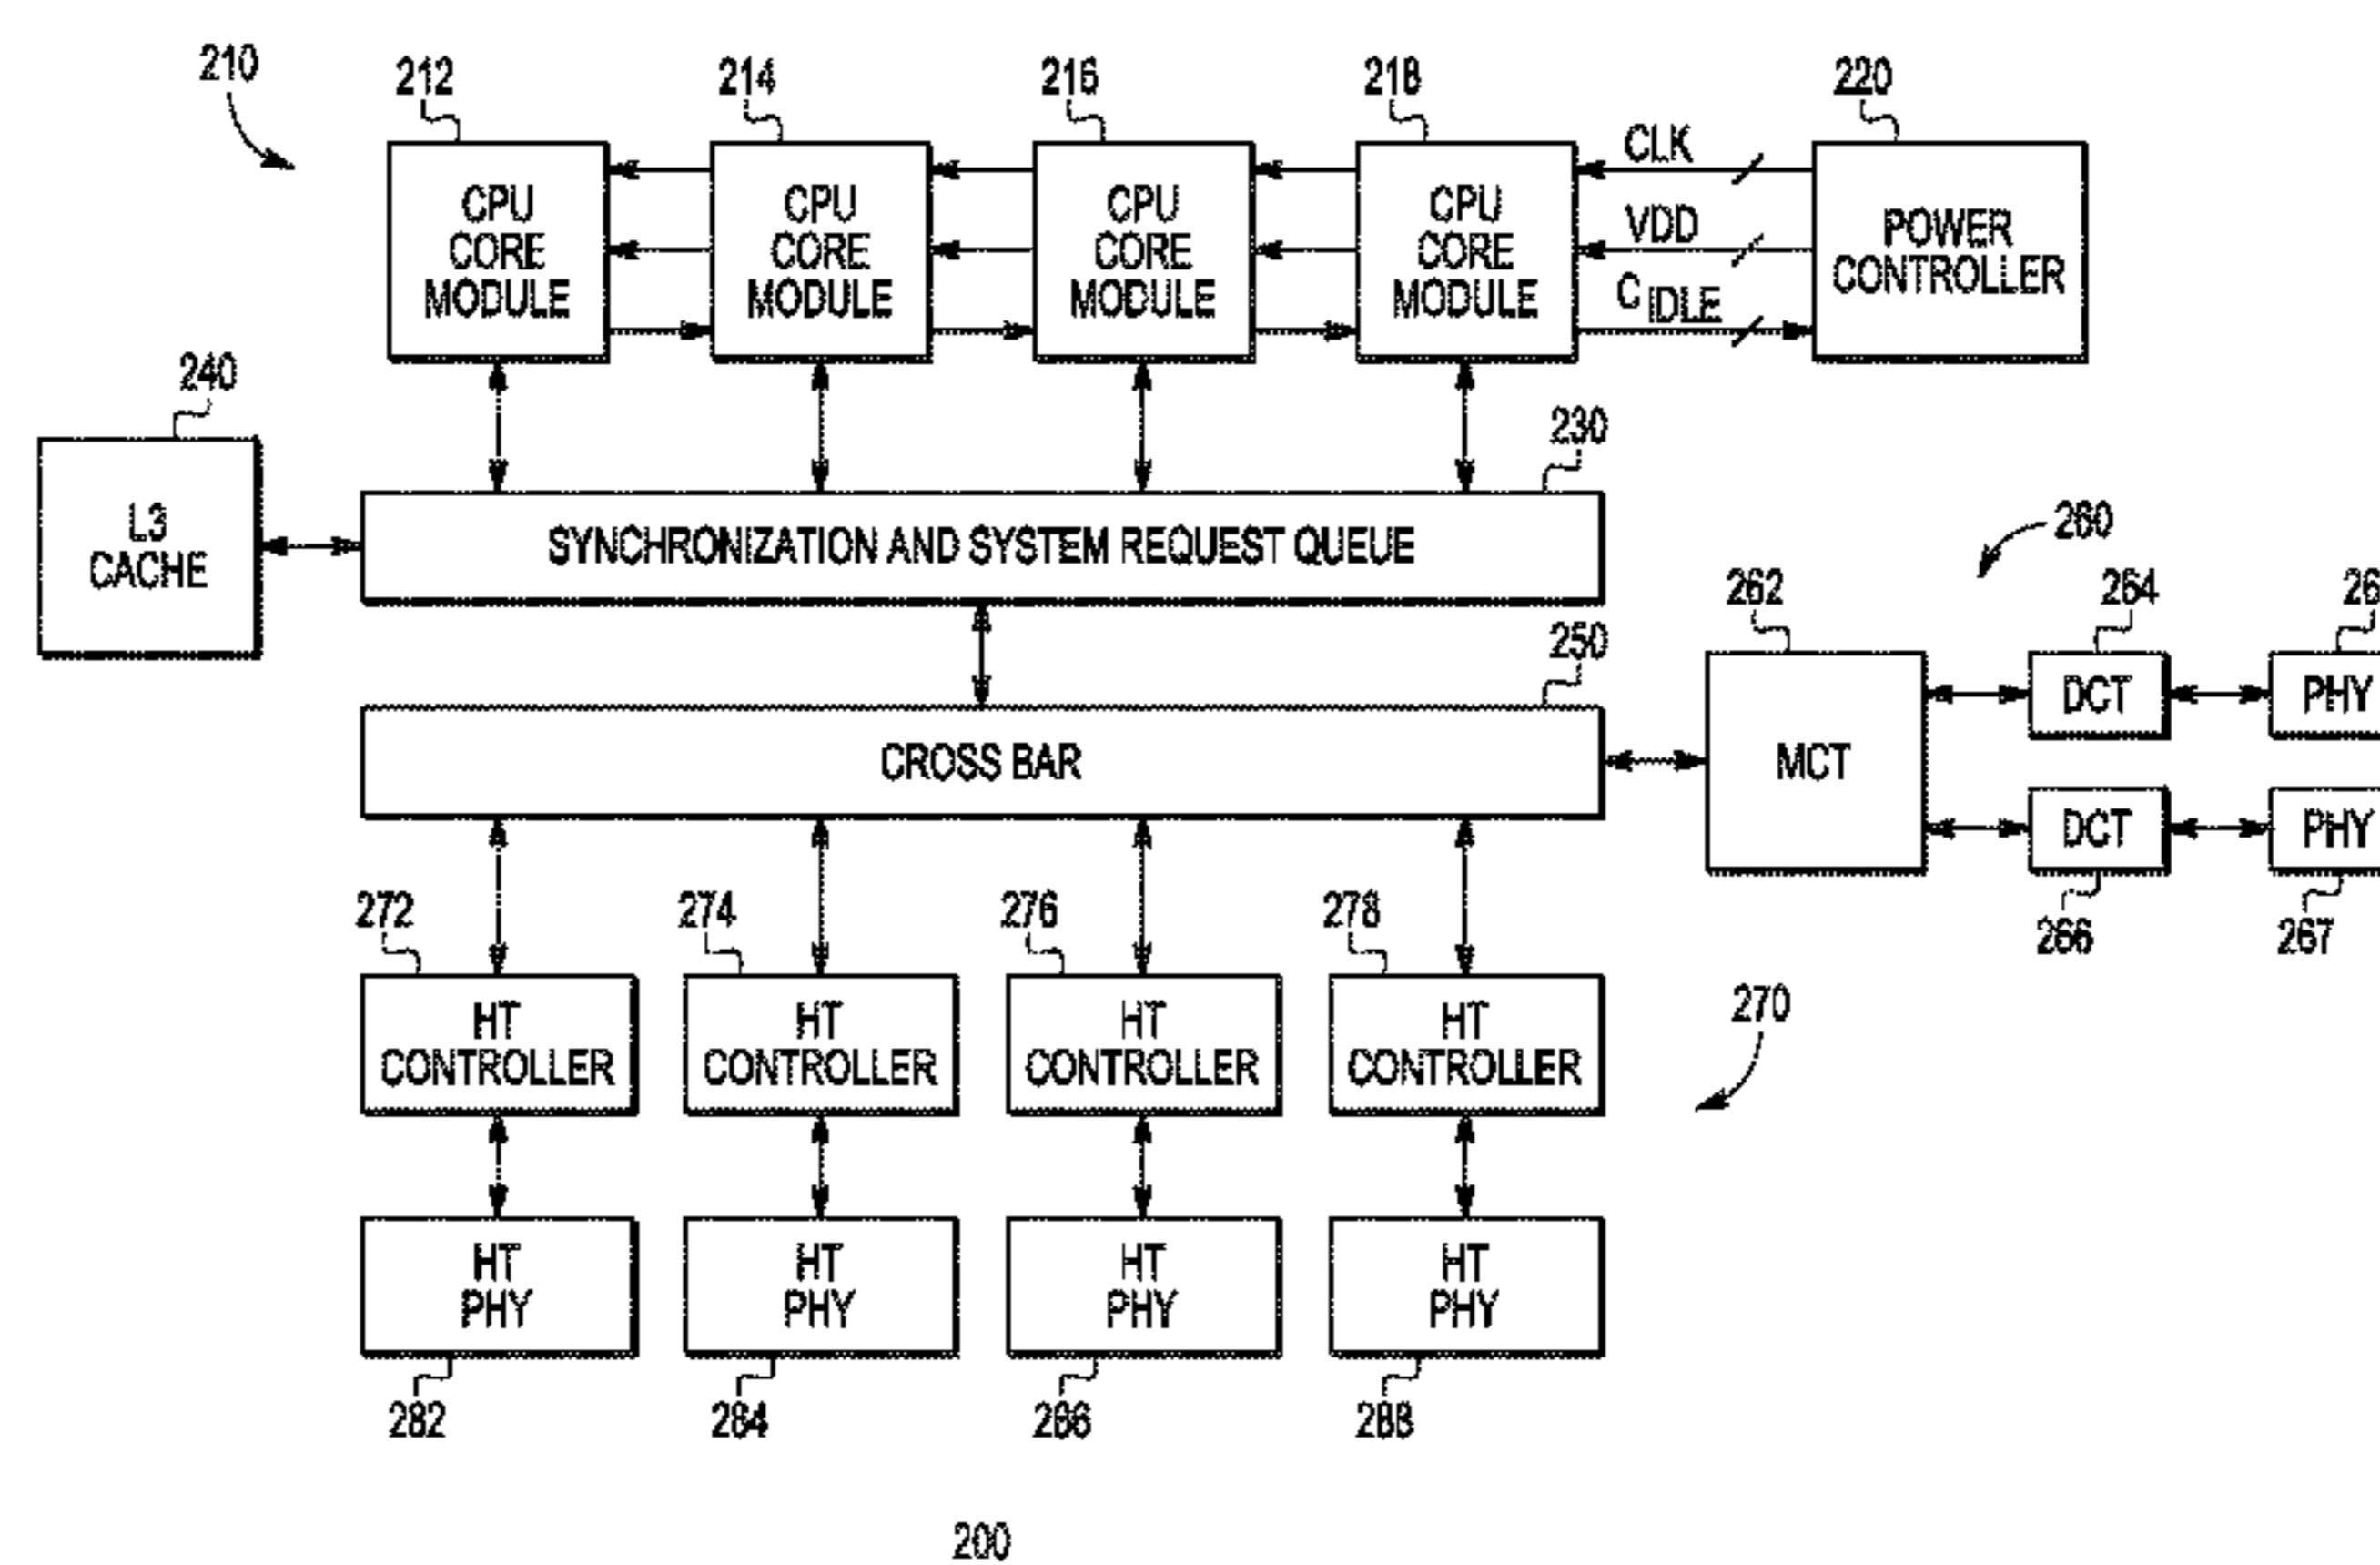 210
212
214
216
218
220
CPU
CORE
MODULE
CPU
CORE
MODULE
CPU
CORE
MODULE
CPU
CORE
MODULE
CLK
VDD
C IDLE
POWER
CONTROLLER
240
L3
CACHE
230
SYNCHRONIZATION AND SYSTEM REQUEST QUEUE
260
250
CROSS BAR
262
MCT
264
DCT
PHY
DCT
PHY
266
267
272
274
276
278
270
HT
CONTROLLER
HT
CONTROLLER
HT
CONTROLLER
HT
CONTROLLER
HT
PHY
HT
PHY
HT
PHY
HT
PHY
282
284
286
288
200